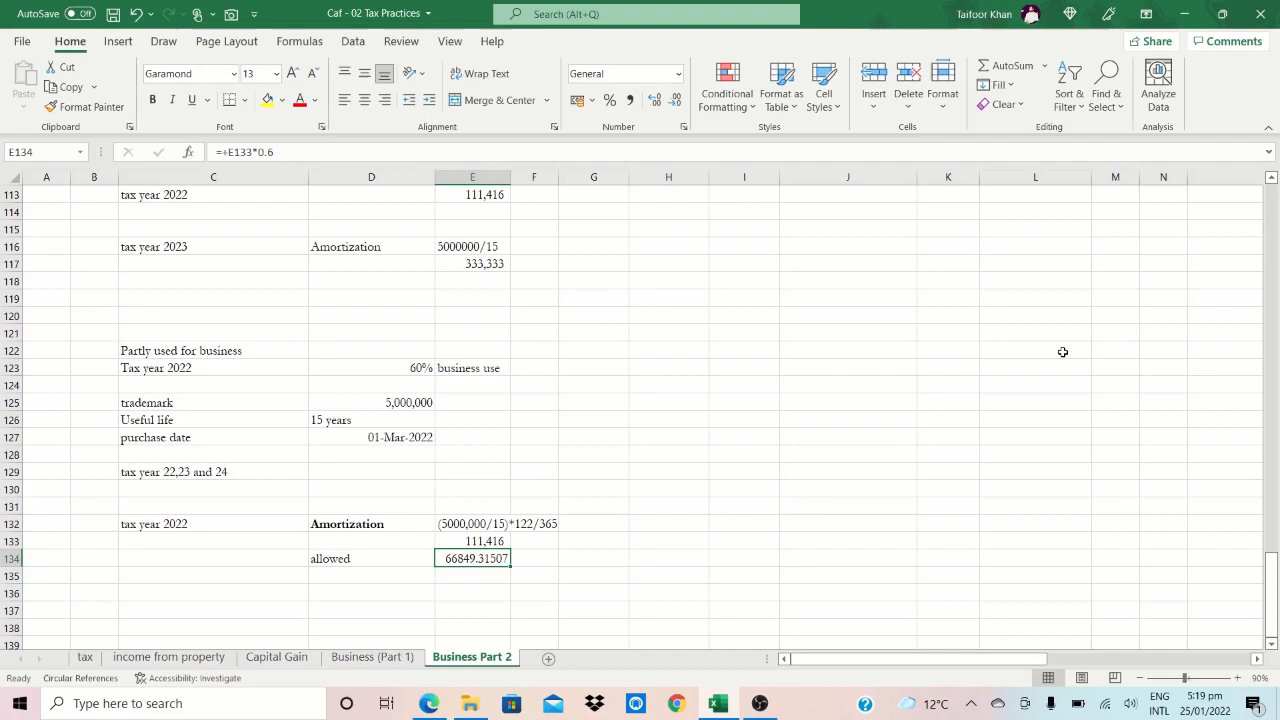 AutoSave Off Caf - 02 Tax Practices Search (Alt+Q) Taifoor Khan
File Home Insert Draw Page Layout Formulas Data Review View Help Share Comments
Cut Garamond 13 Wrap Text General AutoSum
Copy Fill
Paste Format Painter B I U Merge & Center Conditional Formatting Format as Table Cell Styles Insert Delete Format Clear Sort & Filter Find & Select Analyze Data
Clipboard Font Alignment Number Styles Cells Editing Analysis
E134 fx =+E133*0.6
A B C D E F G H I J K L M N
113 tax year 2022 111,416
114
115
116 tax year 2023 Amortization 5000000/15
117 333,333
118
119
120
121
122 Partly used for business
123 Tax year 2022 60% business use
124
125 trademark 5,000,000
126 Useful life 15 years
127 purchase date 01-Mar-2022
128
129 tax year 22,23 and 24
130
131
132 tax year 2022 Amortization (5000,000/15)*122/365
133 111,416
134 allowed 66849.31507
135
136
137
138
139
tax income from property Capital Gain Business (Part 1) Business Part 2
Ready Circular References Accessibility: Investigate 90%
Type here to search 12°C ENG INTL 5:19 pm 25/01/2022